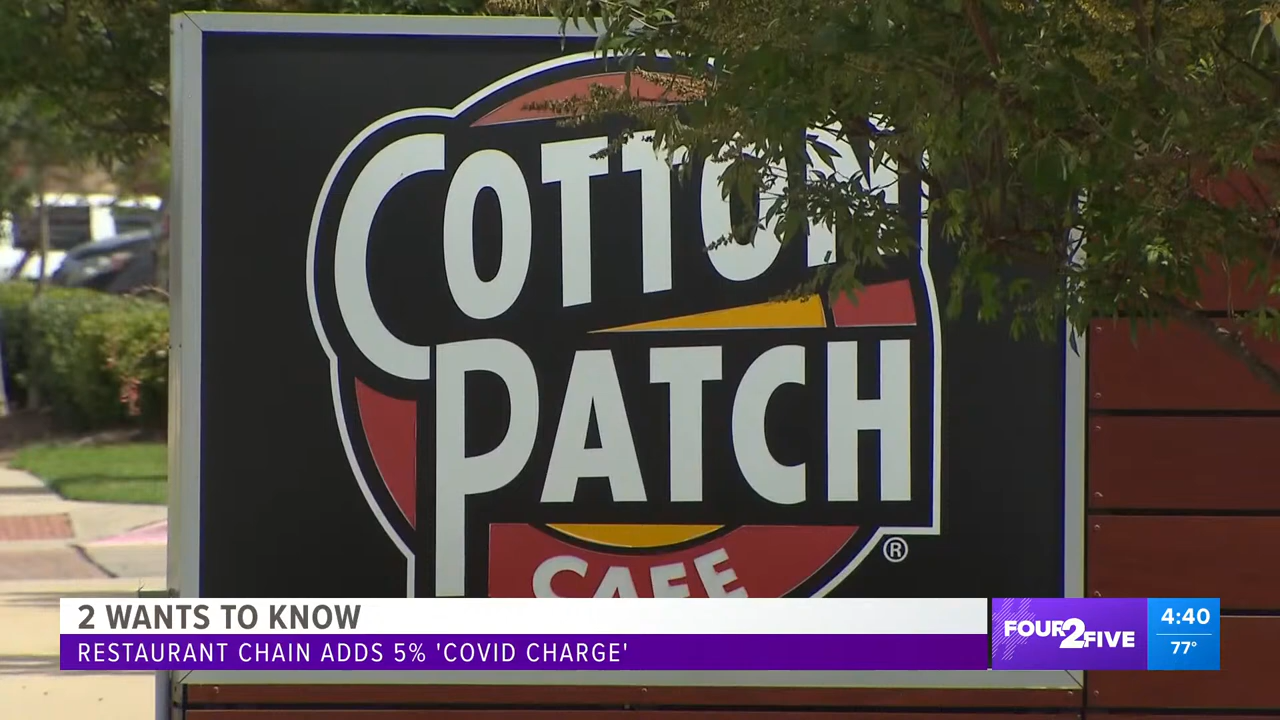 COTTON
PATCH
CAFE
®
2 WANTS TO KNOW
RESTAURANT CHAIN ADDS 5% 'COVID CHARGE'
FOUR2FIVE
4:40
77°